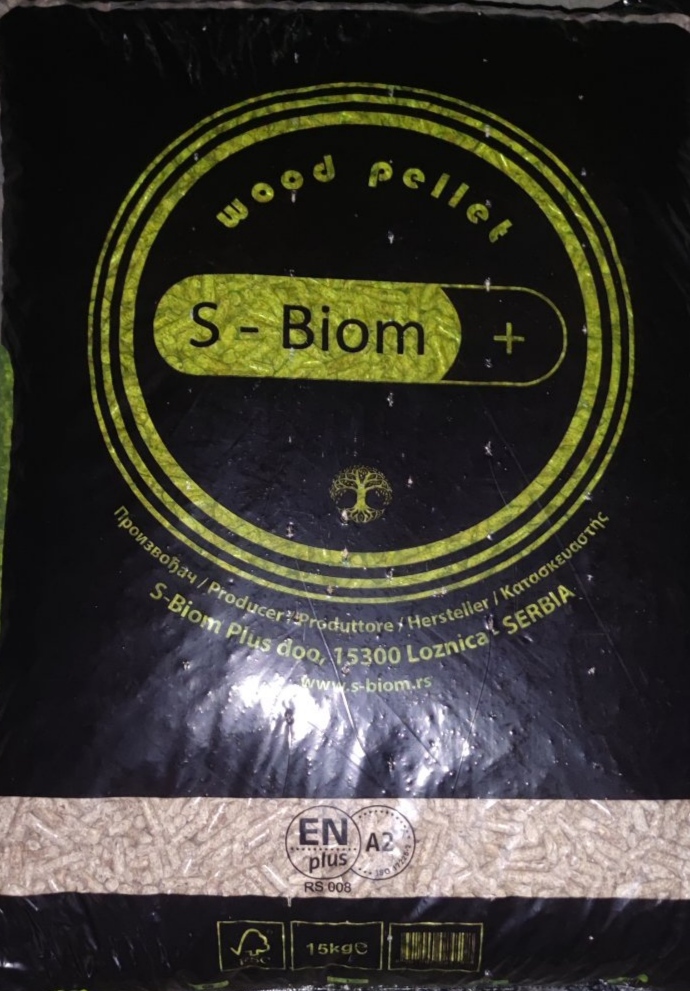 wood pellet
S - Biom +
Произвођач / Producer / Produttore / Hersteller / Κατασκευαστής
S-Biom Plus doo, 15300 Loznica - SERBIA
www.s-biom.rs
EN plus A2
RS 008
FSC 15kg℮